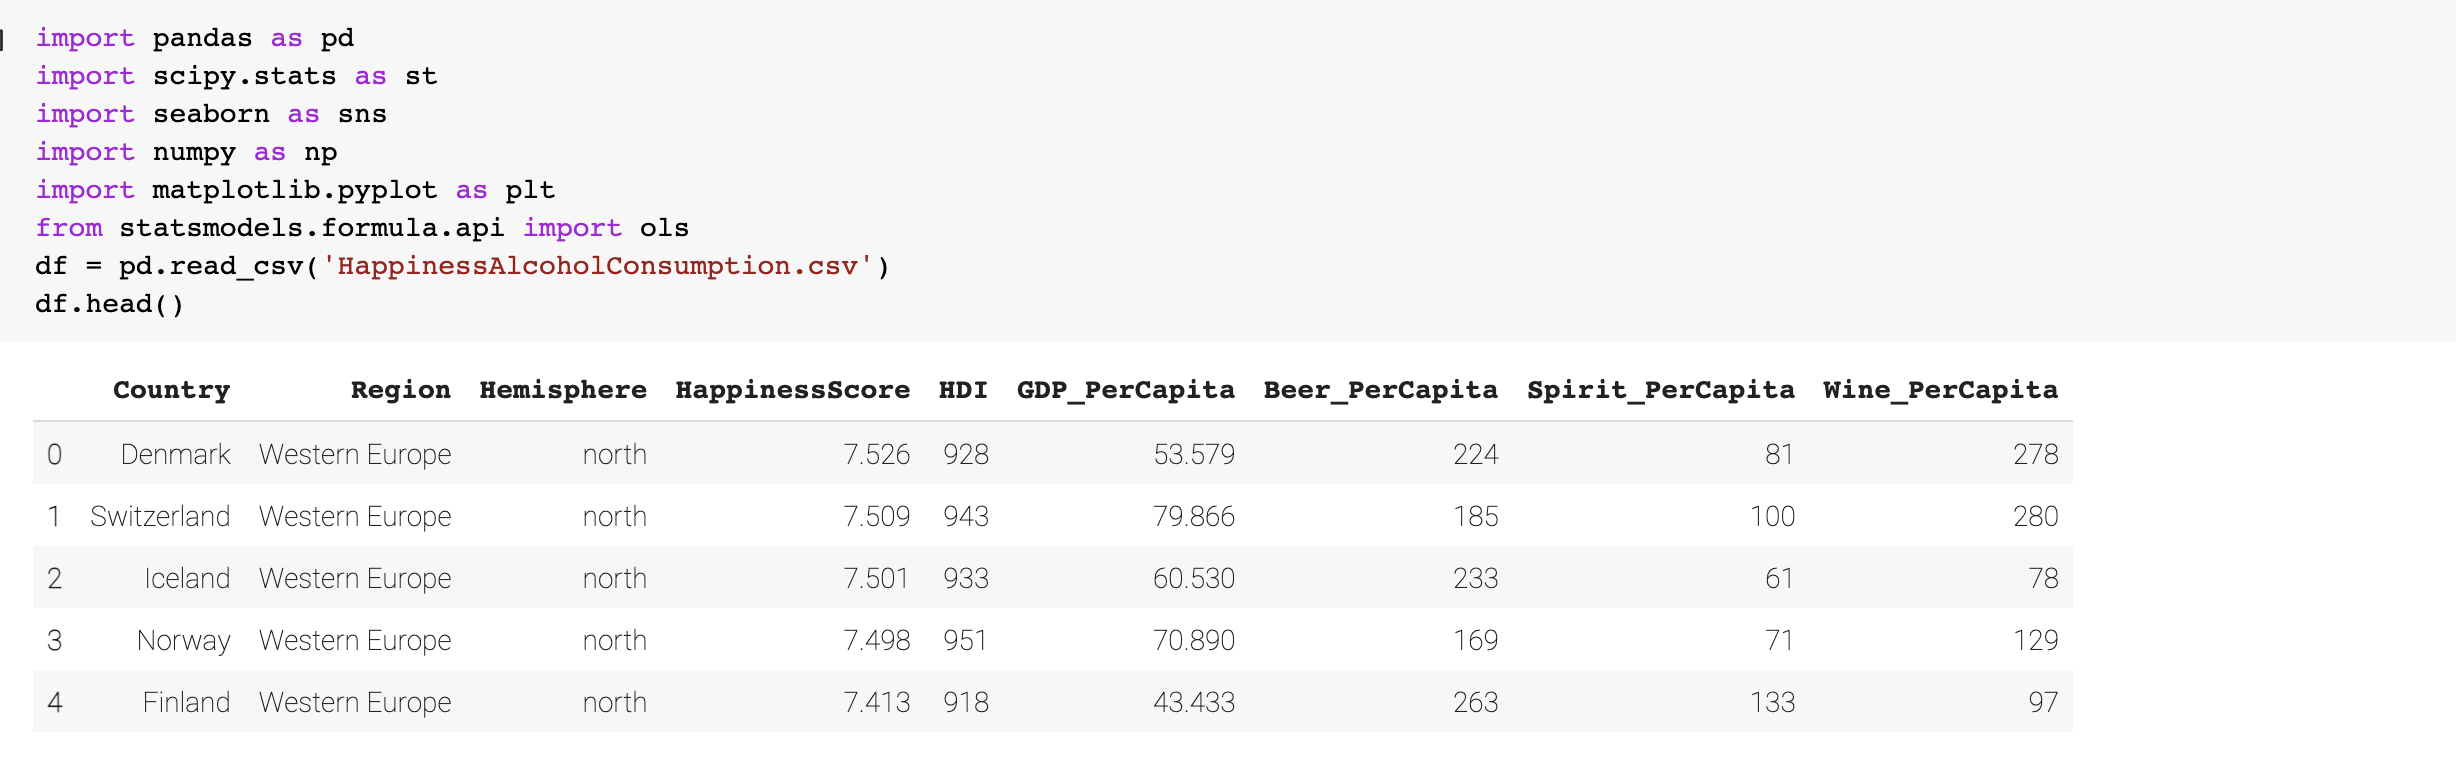 import pandas as pd
import scipy.stats as st
import seaborn as sns
import numpy as np
import matplotlib.pyplot as plt
from statsmodels.formula.api import ols
df = pd.read_csv('HappinessAlcoholConsumption.csv')
df.head()
Country Region Hemisphere HappinessScore HDI GDP_PerCapita Beer_PerCapita Spirit_PerCapita Wine_PerCapita
0 Denmark Western Europe north 7.526 928 53.579 224 81 278
1 Switzerland Western Europe north 7.509 943 79.866 185 100 280
2 Iceland Western Europe north 7.501 933 60.530 233 61 78
3 Norway Western Europe north 7.498 951 70.890 169 71 129
4 Finland Western Europe north 7.413 918 43.433 263 133 97